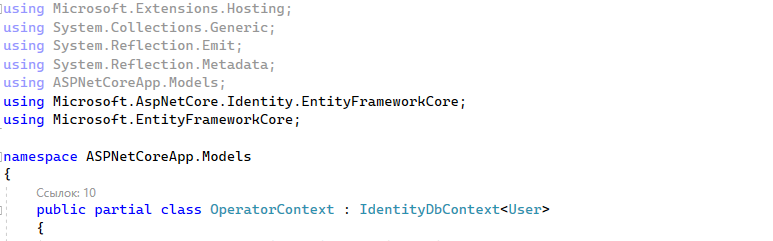 using Microsoft.Extensions.Hosting;
using System.Collections.Generic;
using System.Reflection.Emit;
using System.Reflection.Metadata;
using ASPNetCoreApp.Models;
using Microsoft.AspNetCore.Identity.EntityFrameworkCore;
using Microsoft.EntityFrameworkCore;
namespace ASPNetCoreApp.Models
{
Ссылок: 10
public partial class OperatorContext : IdentityDbContext<User>
{